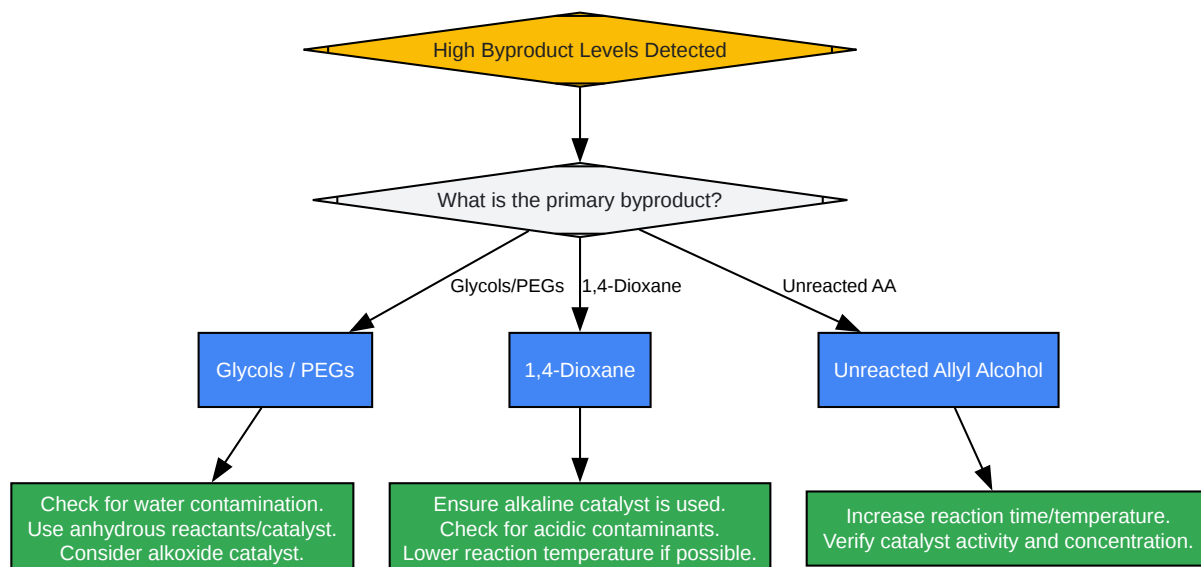 High Byproduct Levels Detected
What is the primary byproduct?
Glycols/PEGs
1,4-Dioxane
Unreacted AA
Glycols / PEGs
1,4-Dioxane
Unreacted Allyl Alcohol
Check for water contamination.
Use anhydrous reactants/catalyst.
Consider alkoxide catalyst.
Ensure alkaline catalyst is used.
Check for acidic contaminants.
Lower reaction temperature if possible.
Increase reaction time/temperature.
Verify catalyst activity and concentration.